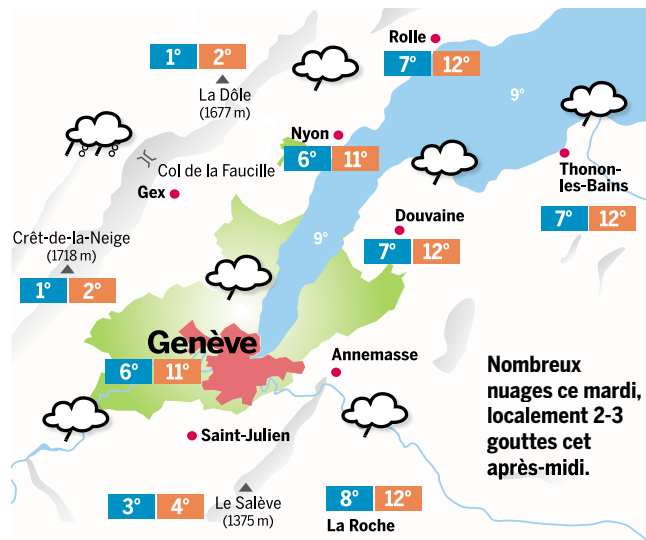 Rolle
1° 2°
7° 12°
La Dôle
(1677 m)
9°
Nyon
6° 11°
Col de la Faucille
Gex
Thonon-
les-Bains
7° 12°
Douvaine
7° 12°
Crêt-de-la-Neige
(1718 m)
1° 2°
9°
Genève
6° 11°
Annemasse
Nombreux
nuages ce mardi,
localement 2-3
gouttes cet
après-midi.
Saint-Julien
3° 4°
Le Salève
(1375 m)
8° 12°
La Roche